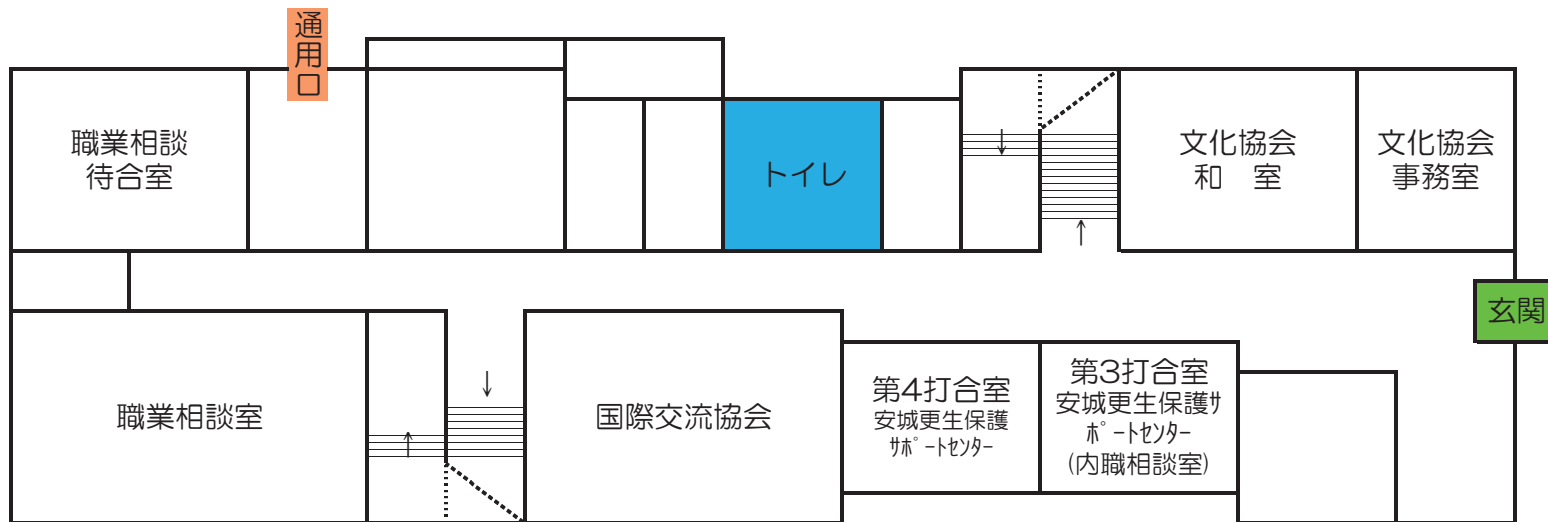 通用口
職業相談
待合室
トイレ
文化協会
和　室
文化協会
事務室
玄関
職業相談室
国際交流協会
第4打合室
安城更生保護
ｻﾎﾟｰﾄｾﾝﾀｰ
第3打合室
安城更生保護ｻ
ﾎﾟｰﾄｾﾝﾀｰ
(内職相談室)